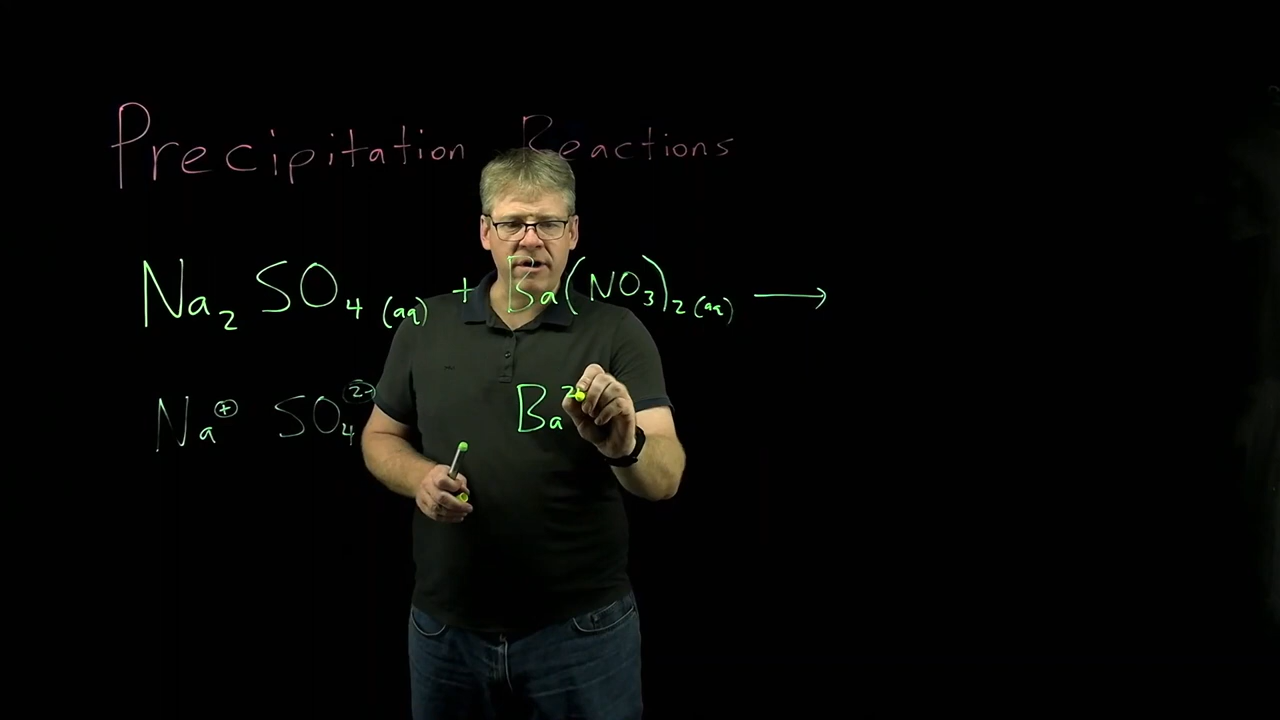 Precipitation Reactions
Na₂SO₄ (aq) + Ba(NO₃)₂ (aq) →
Na⁺ SO₄²⁻ Ba²